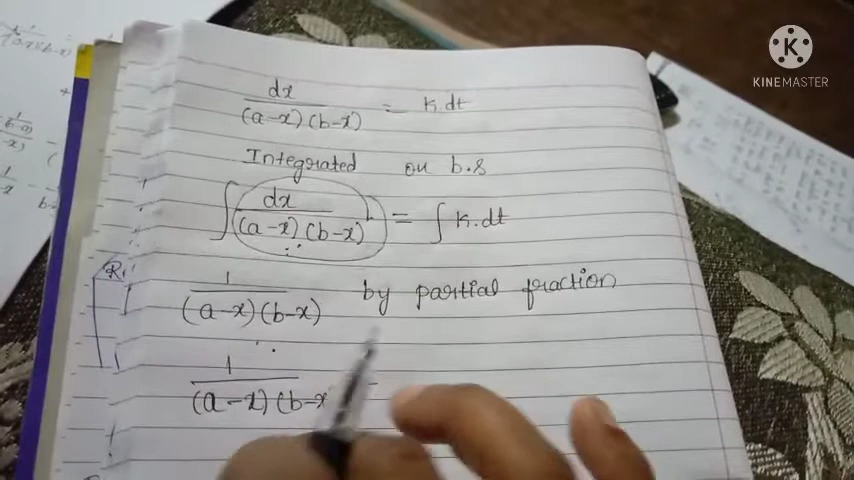 dx/(a-x)(b-x) = K.dt
Integrated on b.s
∫ dx/(a-x)(b-x) = ∫ K.dt
1/(a-x)(b-x) by partial fraction
1/(a-x)(b-x
K
KINEMASTER